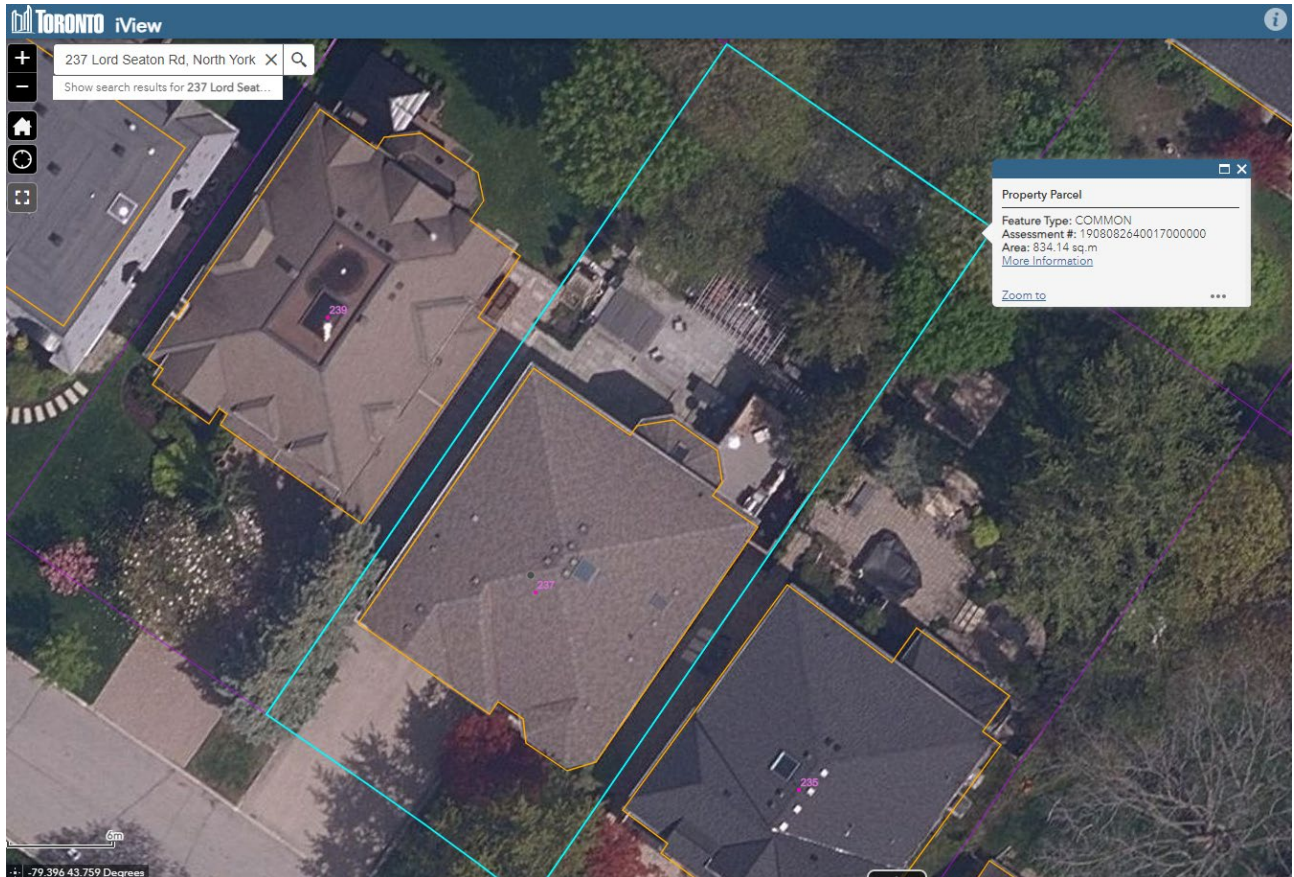 TORONTO iView
237 Lord Seaton Rd, North York
Show search results for 237 Lord Seat...
Property Parcel
Feature Type: COMMON
Assessment #: 1908082640017000000
Area: 834.14 sq.m
More Information
Zoom to
239
237
235
6m
-79.396 43.759 Degrees